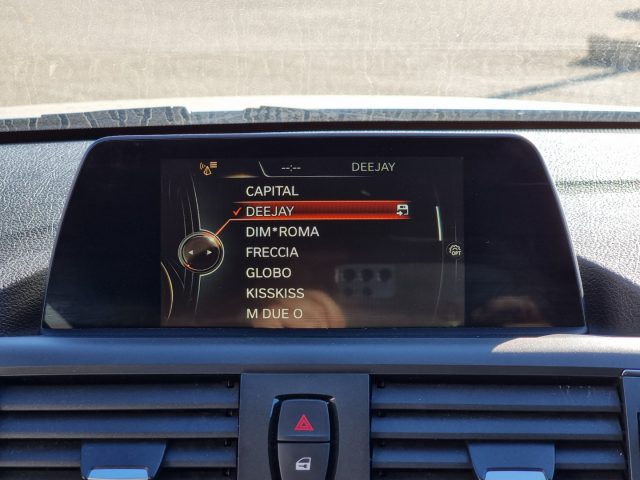 --:-- DEEJAY
CAPITAL
DEEJAY
DIM*ROMA
FRECCIA
GLOBO
KISSKISS
M DUE O
OPT